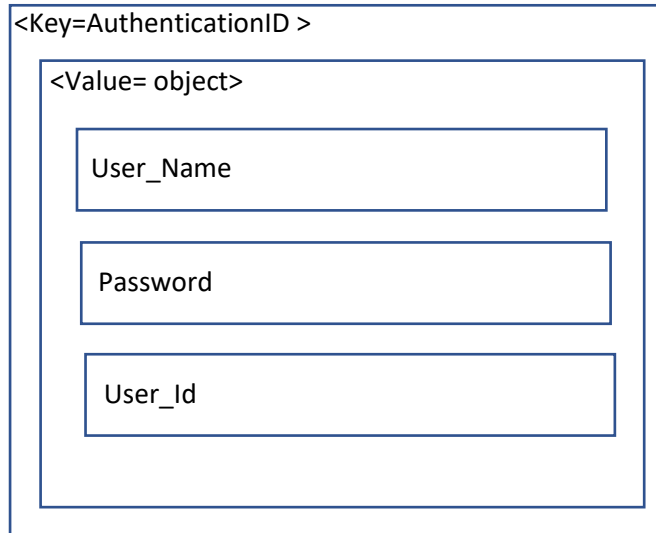 <Key=AuthenticationID >
<Value= object>
User_Name
Password
User_Id